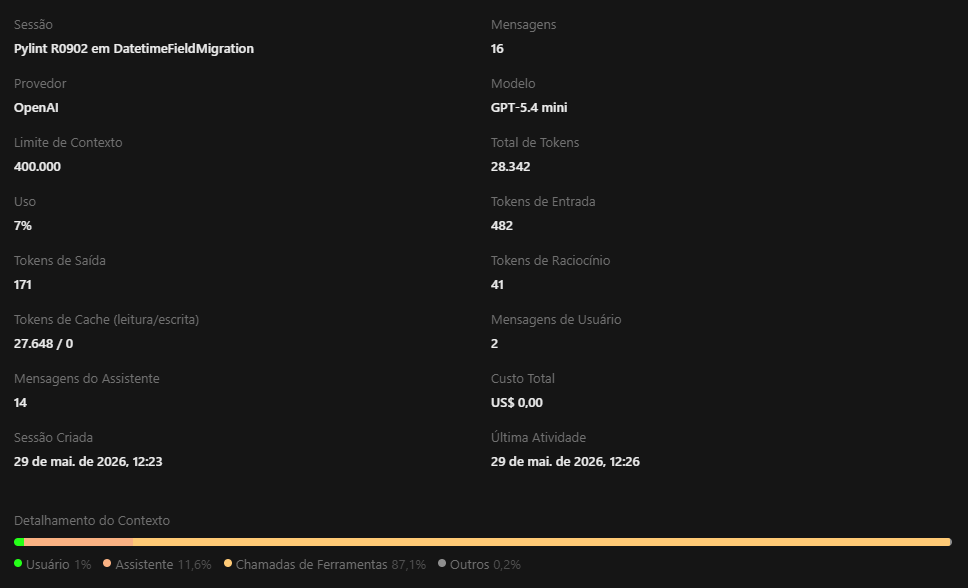 Sessão
Pylint R0902 em DatetimeFieldMigration
Mensagens
16
Provedor
OpenAI
Modelo
GPT-5.4 mini
Limite de Contexto
400.000
Total de Tokens
28.342
Uso
7%
Tokens de Entrada
482
Tokens de Saída
171
Tokens de Raciocínio
41
Tokens de Cache (leitura/escrita)
27.648 / 0
Mensagens de Usuário
2
Mensagens do Assistente
14
Custo Total
US$ 0,00
Sessão Criada
29 de mai. de 2026, 12:23
Última Atividade
29 de mai. de 2026, 12:26
Detalhamento do Contexto
Usuário 1% Assistente 11,6% Chamadas de Ferramentas 87,1% Outros 0,2%